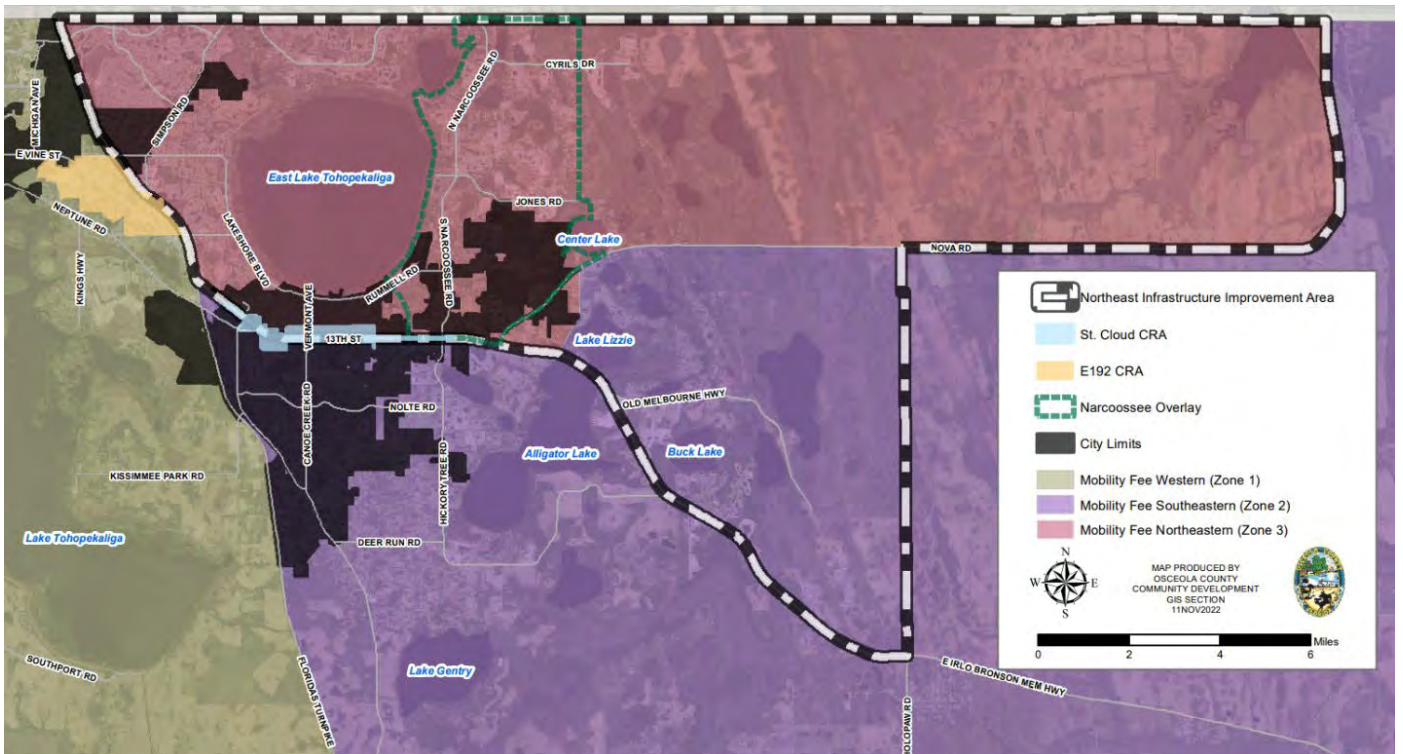 CYRILS DR
N NARCOOSSEE RD
MICHIGAN AVE
SIMPSON RD
E VINE ST
East Lake Tohopekaliga
NEPTUNE RD
JONES RD
LAKESHORE BLVD
S NARCOOSSEE RD
Center Lake
NOVA RD
KINGS HWY
RUMMELL RD
VERMONT AVE
13TH ST
Lake Lizzie
OLD MELBOURNE HWY
NOLTE RD
CANOE CREEK RD
Alligator Lake
Buck Lake
KISSIMMEE PARK RD
HICKORY TREE RD
Lake Tohopekaliga
DEER RUN RD
SOUTHPORT RD
FLORIDAS TURNPIKE
Lake Gentry
E IRLO BRONSON MEM HWY
Northeast Infrastructure Improvement Area
St. Cloud CRA
E192 CRA
Narcoossee Overlay
City Limits
Mobility Fee Western (Zone 1)
Mobility Fee Southeastern (Zone 2)
Mobility Fee Northeastern (Zone 3)
N
W
E
S
MAP PRODUCED BY
OSCEOLA COUNTY
COMMUNITY DEVELOPMENT
GIS SECTION
11NOV2022
Miles
0 2 4 6